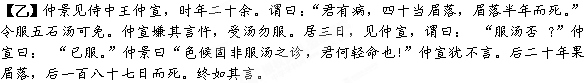 【乙】仲景见侍中王仲宣，时年二十余。谓曰：“君有病，四十当眉落，眉落半年而死。”
令服五石汤可免。仲宣嫌其言忤，受汤勿服。居三日，见仲宣，谓曰： “服汤否 ？”仲
宣曰： “已服。”仲景曰“色候固非服汤之诊，君何轻命也！”仲宣犹不言。后二十年果
眉落，后一百八十七日而死。终如其言。